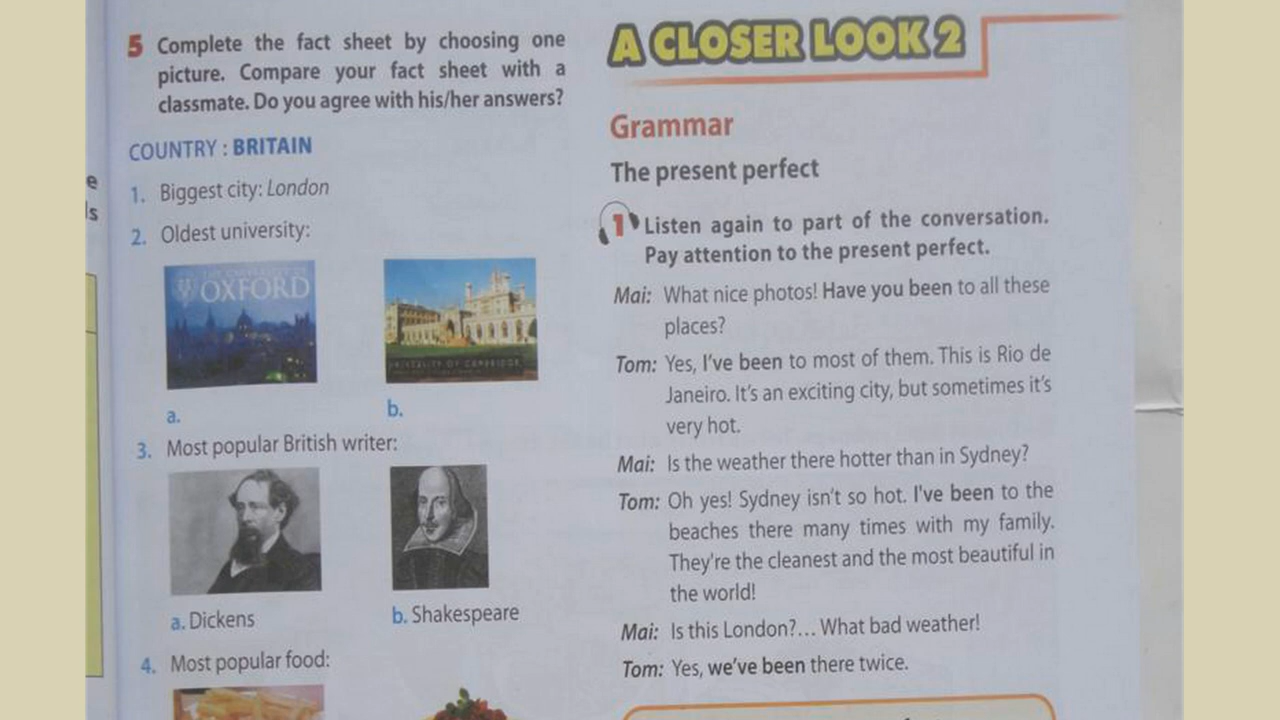 5 Complete the fact sheet by choosing one
picture. Compare your fact sheet with a
classmate. Do you agree with his/her answers?
COUNTRY : BRITAIN
1. Biggest city: London
2. Oldest university:
THE UNIVERSITY OF
OXFORD
UNIVERSITY OF CAMBRIDGE
a.
b.
3. Most popular British writer:
a. Dickens
b. Shakespeare
4. Most popular food:
e
ls
A CLOSER LOOK 2
Grammar
The present perfect
1 Listen again to part of the conversation.
Pay attention to the present perfect.
Mai: What nice photos! Have you been to all these
places?
Tom: Yes, I've been to most of them. This is Rio de
Janeiro. It's an exciting city, but sometimes it's
very hot.
Mai: Is the weather there hotter than in Sydney?
Tom: Oh yes! Sydney isn't so hot. I've been to the
beaches there many times with my family.
They're the cleanest and the most beautiful in
the world!
Mai: Is this London?... What bad weather!
Tom: Yes, we've been there twice.